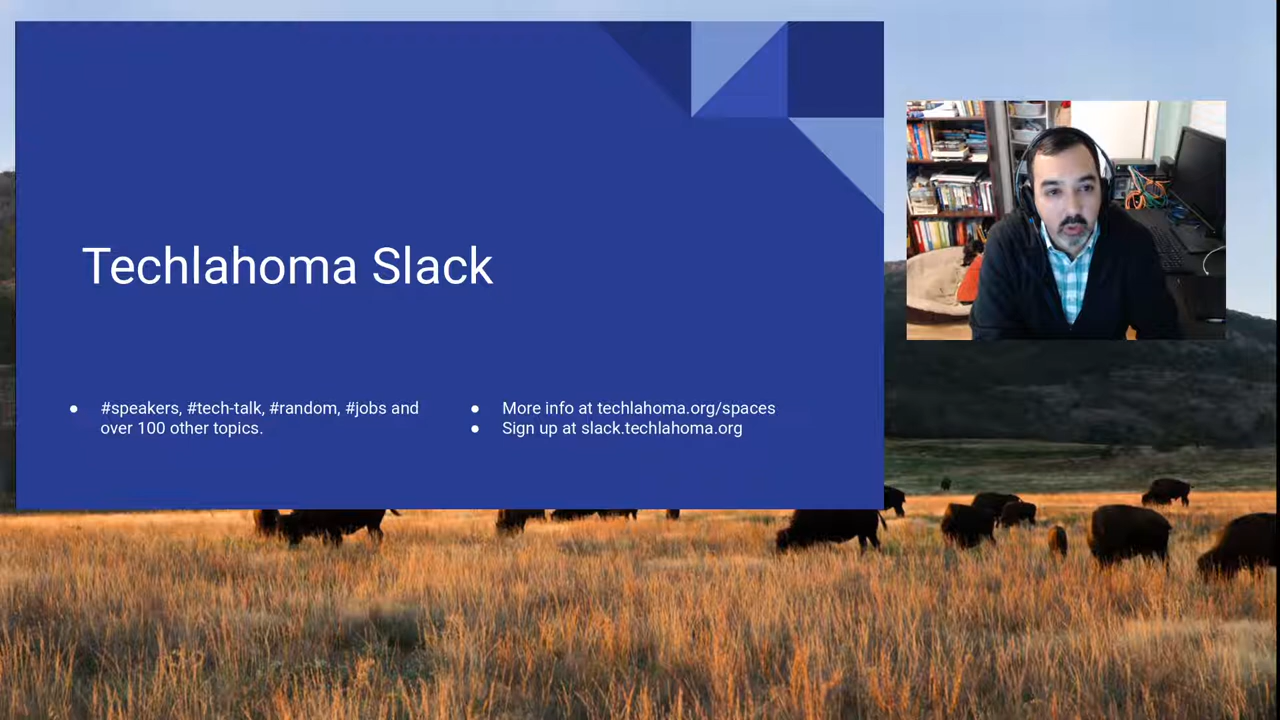 Techlahoma Slack
● #speakers, #tech-talk, #random, #jobs and
over 100 other topics.
● More info at techlahoma.org/spaces
● Sign up at slack.techlahoma.org